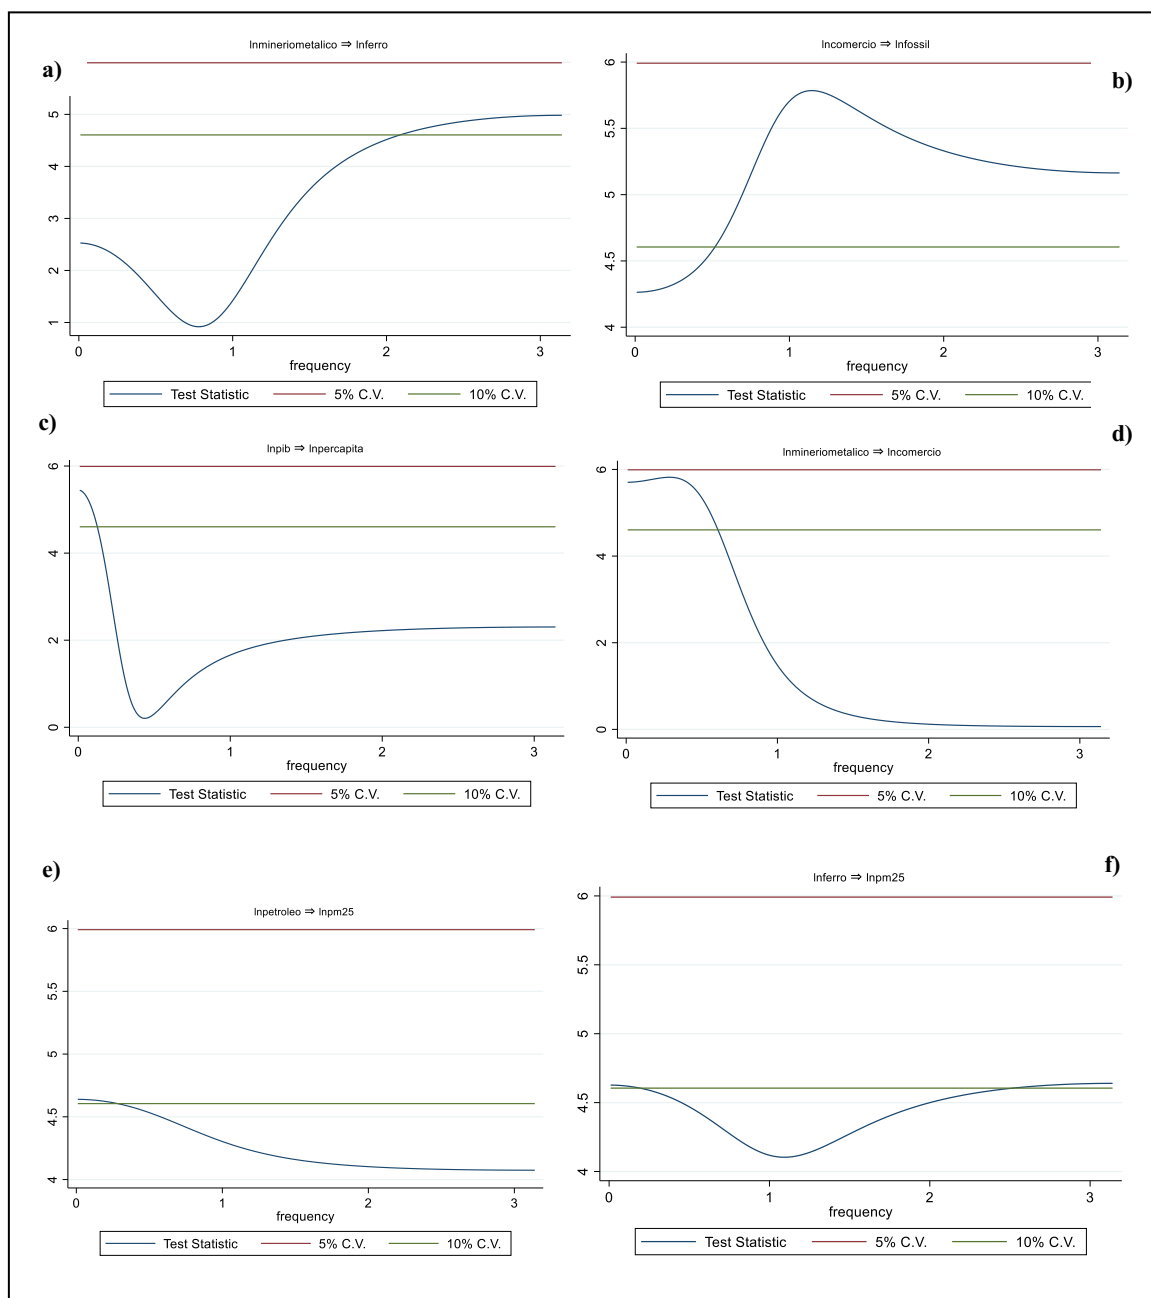 a)
lnmineriometalico ⇒ lnferro
5
4
3
2
1
0 1 2 3
frequency
Test Statistic 5% C.V. 10% C.V.
b)
lncomercio ⇒ lnfossil
6
5.5
5
4.5
4
0 1 2 3
frequency
Test Statistic 5% C.V. 10% C.V.
c)
lnpib ⇒ lnpercapita
6
4
2
0
0 1 2 3
frequency
Test Statistic 5% C.V. 10% C.V.
d)
lnmineriometalico ⇒ lncomercio
6
4
2
0
0 1 2 3
frequency
Test Statistic 5% C.V. 10% C.V.
e)
lnpetroleo ⇒ lnpm25
6
5.5
5
4.5
4
0 1 2 3
frequency
Test Statistic 5% C.V. 10% C.V.
f)
lnferro ⇒ lnpm25
6
5.5
5
4.5
4
0 1 2 3
frequency
Test Statistic 5% C.V. 10% C.V.